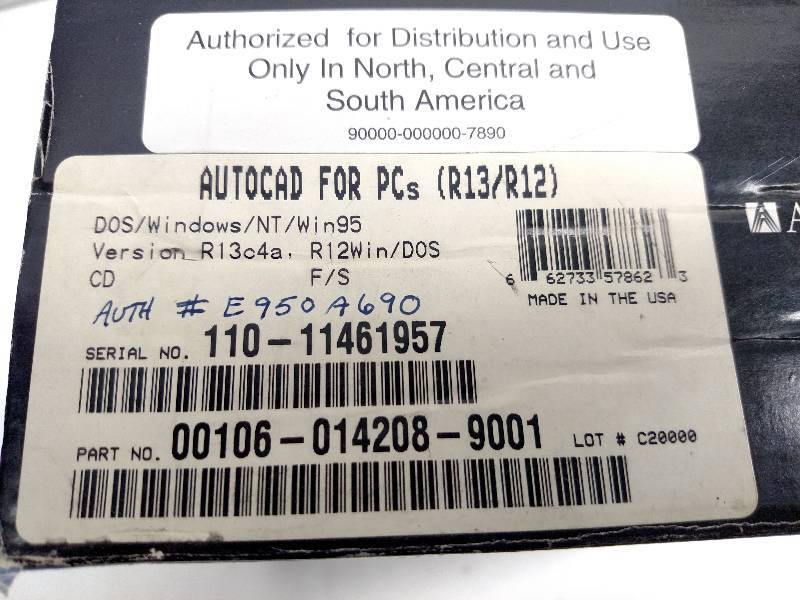 Authorized for Distribution and Use
Only In North, Central and
South America
90000-000000-7890
AUTOCAD FOR PCs (R13/R12)
DOS/Windows/NT/Win95
Version R13c4a, R12Win/DOS
CD F/S
AUTH # E950A690
6 62733 57862 3
MADE IN THE USA
SERIAL NO. 110-11461957
PART NO. 00106-014208-9001 LOT # C20000
A